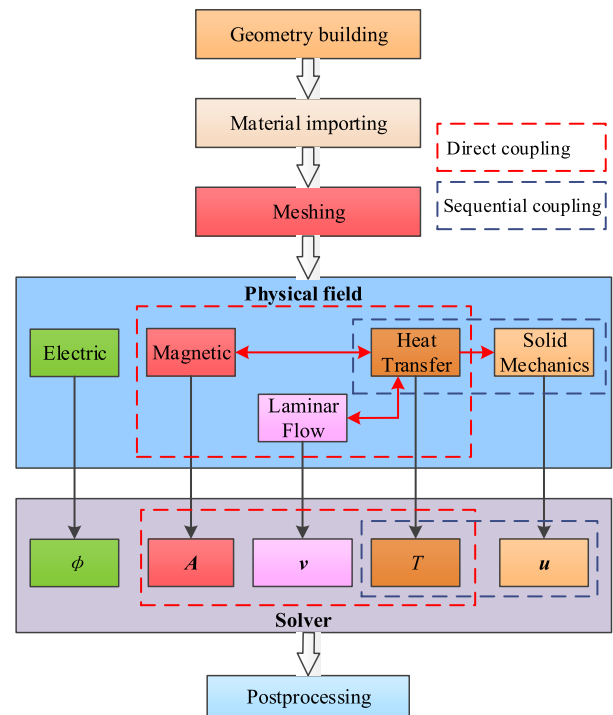 Geometry building
Material importing
Direct coupling
Meshing
Sequential coupling
Physical field
Electric
Magnetic
Heat
Transfer
Solid
Mechanics
Laminar
Flow
ϕ
A
v
T
u
Solver
Postprocessing